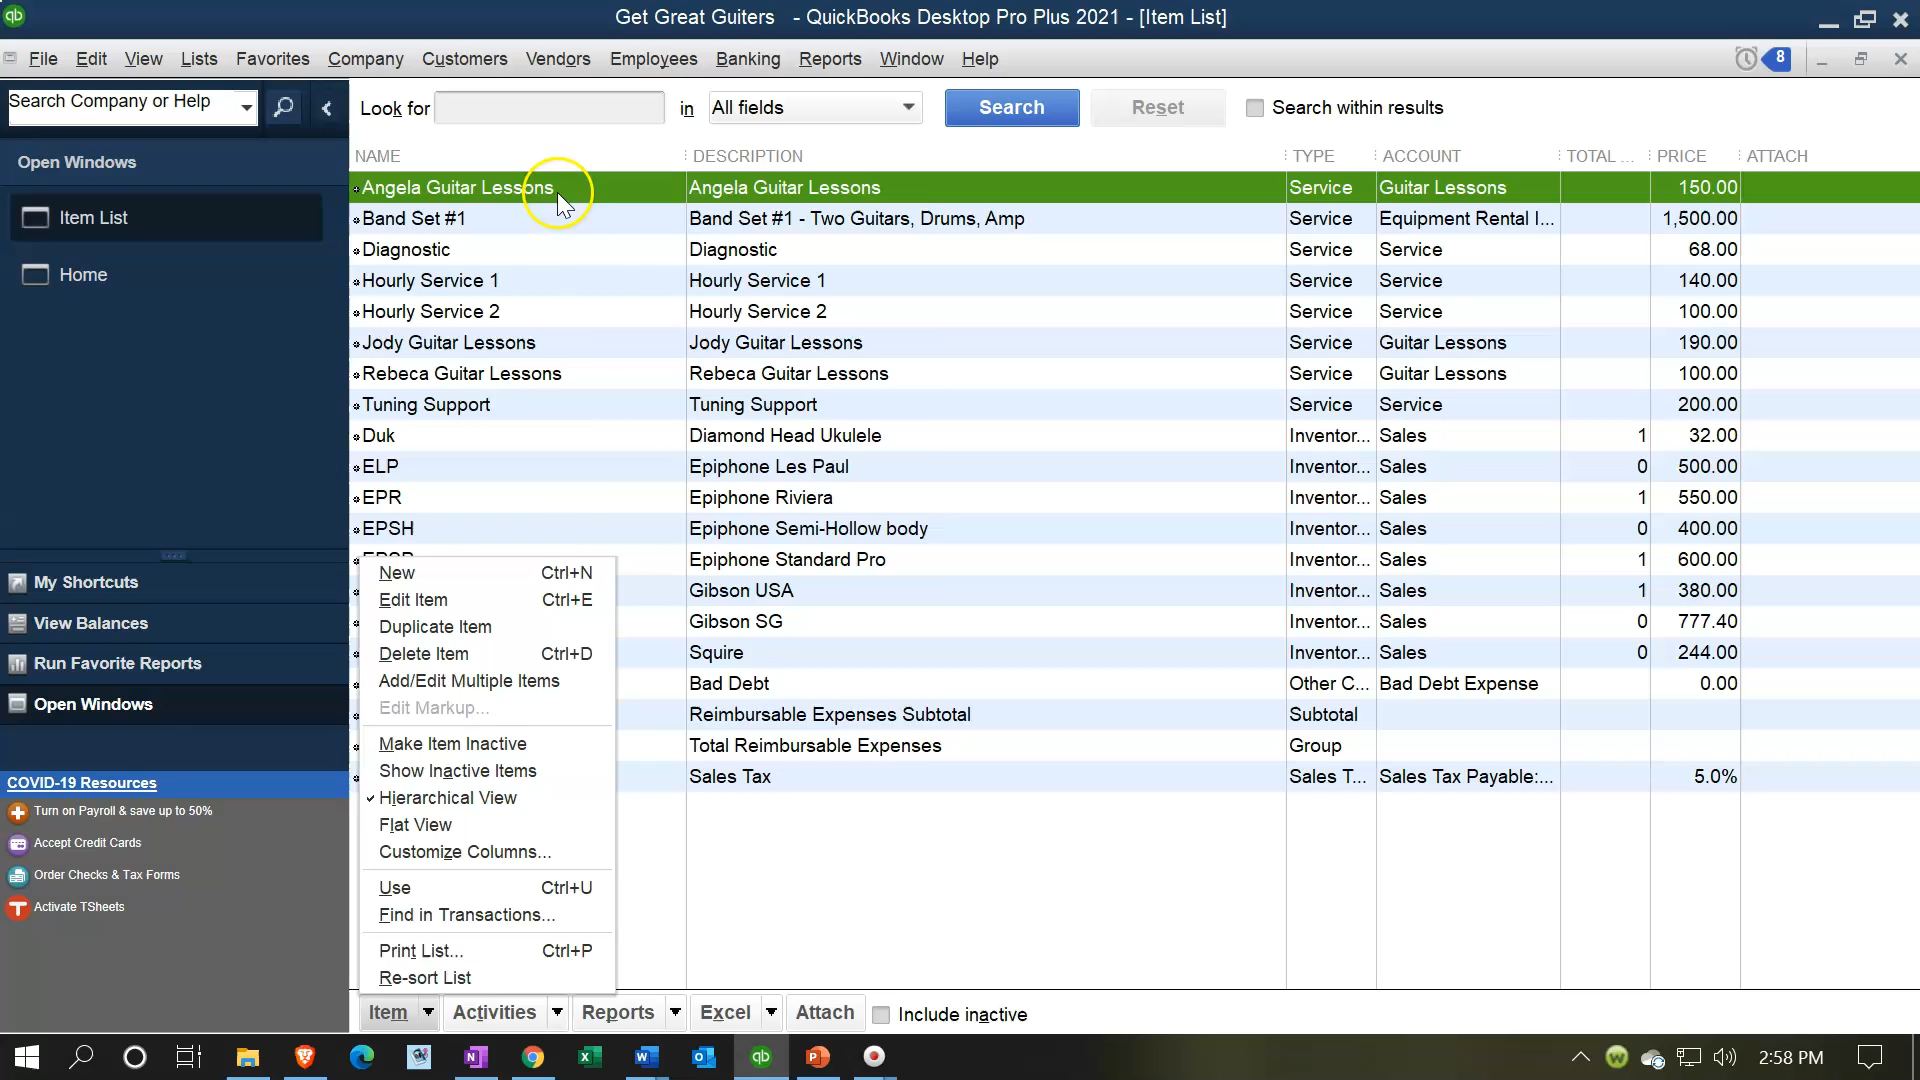 Get Great Guiters - QuickBooks Desktop Pro Plus 2021 - [Item List]
File Edit View Lists Favorites Company Customers Vendors Employees Banking Reports Window Help 8
Search Company or Help
Look for in All fields Search Reset Search within results
Open Windows
Item List
Home
My Shortcuts
View Balances
Run Favorite Reports
Open Windows
COVID-19 Resources
Turn on Payroll & save up to 50%
Accept Credit Cards
Order Checks & Tax Forms
Activate TSheets
NAME DESCRIPTION TYPE ACCOUNT TOTAL ... PRICE ATTACH
Angela Guitar Lessons Angela Guitar Lessons Service Guitar Lessons 150.00
Band Set #1 Band Set #1 - Two Guitars, Drums, Amp Service Equipment Rental I... 1,500.00
Diagnostic Diagnostic Service Service 68.00
Hourly Service 1 Hourly Service 1 Service Service 140.00
Hourly Service 2 Hourly Service 2 Service Service 100.00
Jody Guitar Lessons Jody Guitar Lessons Service Guitar Lessons 190.00
Rebeca Guitar Lessons Rebeca Guitar Lessons Service Guitar Lessons 100.00
Tuning Support Tuning Support Service Service 200.00
Duk Diamond Head Ukulele Inventor... Sales 1 32.00
ELP Epiphone Les Paul Inventor... Sales 0 500.00
EPR Epiphone Riviera Inventor... Sales 1 550.00
EPSH Epiphone Semi-Hollow body Inventor... Sales 0 400.00
Epiphone Standard Pro Inventor... Sales 1 600.00
Gibson USA Inventor... Sales 1 380.00
Gibson SG Inventor... Sales 0 777.40
Squire Inventor... Sales 0 244.00
Bad Debt Other C... Bad Debt Expense 0.00
Reimbursable Expenses Subtotal Subtotal
Total Reimbursable Expenses Group
Sales Tax Sales T... Sales Tax Payable:... 5.0%
New Ctrl+N
Edit Item Ctrl+E
Duplicate Item
Delete Item Ctrl+D
Add/Edit Multiple Items
Edit Markup...
Make Item Inactive
Show Inactive Items
Hierarchical View
Flat View
Customize Columns...
Use Ctrl+U
Find in Transactions...
Print List... Ctrl+P
Re-sort List
Item Activities Reports Excel Attach Include inactive
2:58 PM